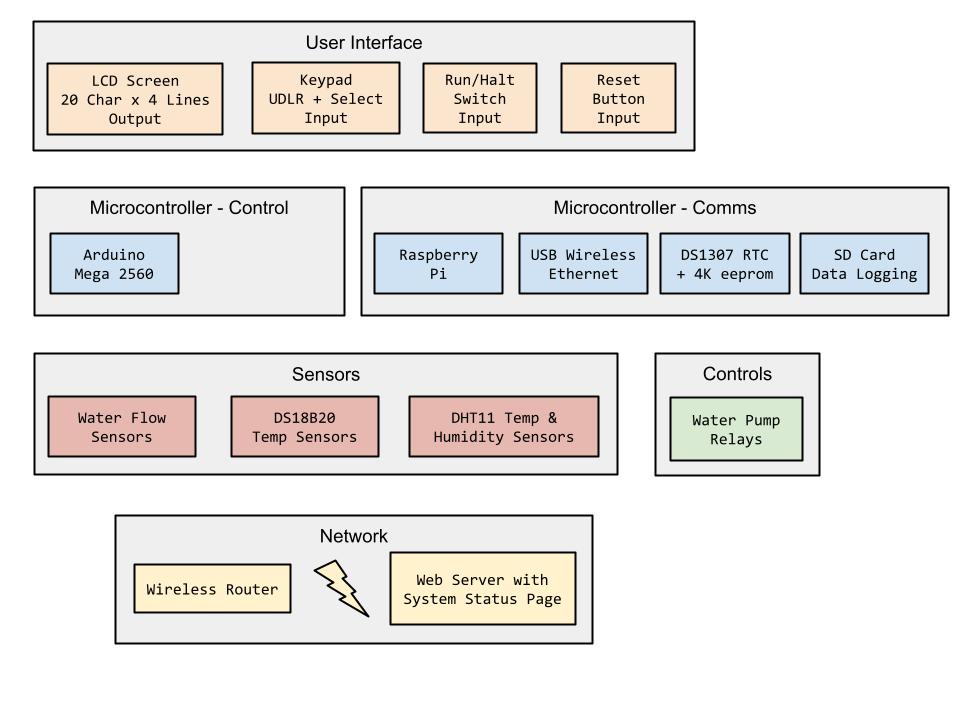 User Interface
LCD Screen
20 Char x 4 Lines
Output
Keypad
UDLR + Select
Input
Run/Halt
Switch
Input
Reset
Button
Input
Microcontroller - Control
Arduino
Mega 2560
Microcontroller - Comms
Raspberry
Pi
USB Wireless
Ethernet
DS1307 RTC
+ 4K eeprom
SD Card
Data Logging
Sensors
Water Flow
Sensors
DS18B20
Temp Sensors
DHT11 Temp &
Humidity Sensors
Controls
Water Pump
Relays
Network
Wireless Router
Web Server with
System Status Page